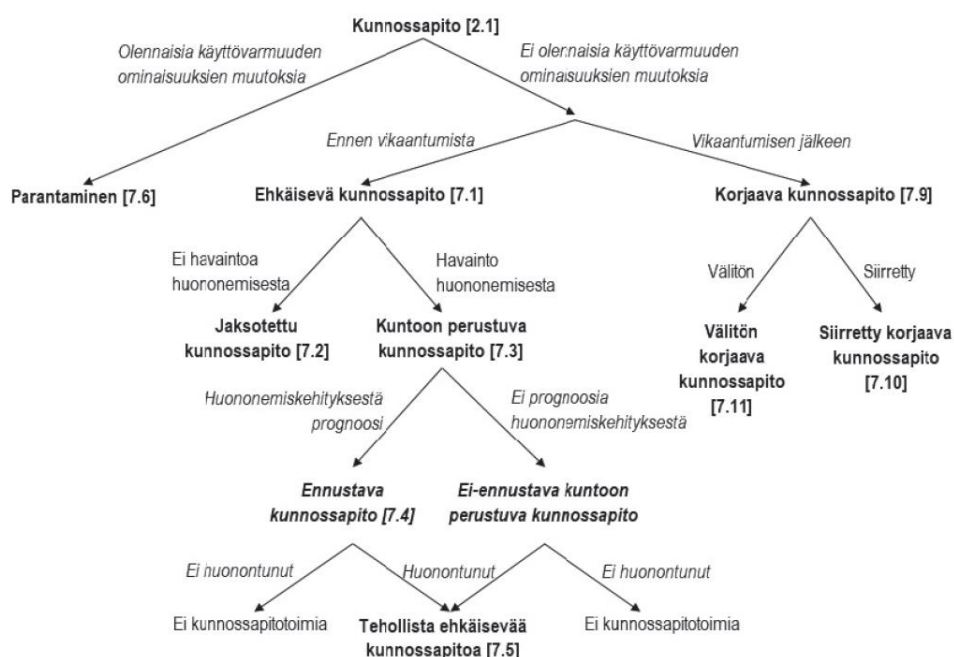 Kunnossapito [2.1]
Olennaisia käyttövarmuuden
ominaisuuksien muutoksia
Ei olennaisia käyttövarmuuden
ominaisuuksien muutoksia
Ennen vikaantumista
Vikaantumisen jälkeen
Parantaminen [7.6]
Ehkäisevä kunnossapito [7.1]
Korjaava kunnossapito [7.9]
Ei havaintoa
huononemisesta
Havainto
huononemisesta
Välitön
Siirretty
Jaksotettu
kunnossapito [7.2]
Kuntoon perustuva
kunnossapito [7.3]
Välitön
korjaava
kunnossapito
[7.11]
Siirretty korjaava
kunnossapito
[7.10]
Huononemiskehityksestä
prognoosi
Ei prognoosia
huononemiskehityksestä
Ennustava
kunnossapito [7.4]
Ei-ennustava kuntoon
perustuva kunnossapito
Ei huonontunut
Huonontunut
Ei huonontunut
Ei kunnossapitotoimia
Tehollista ehkäisevää
kunnossapitoa [7.5]
Ei kunnossapitotoimia